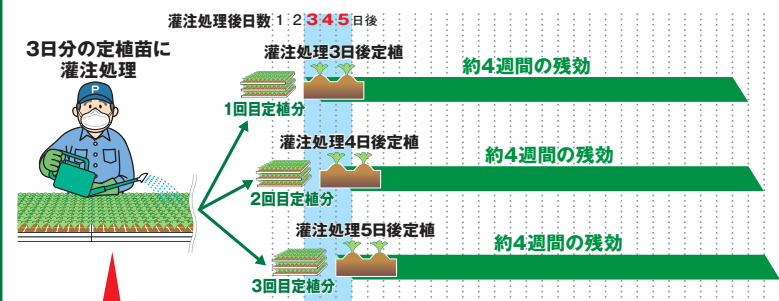 灌注処理後日数 1 2 3 4 5 日後
3日分の定植苗に
灌注処理
P
灌注処理3日後定植
約4週間の残効
1回目定植分
灌注処理4日後定植
約4週間の残効
2回目定植分
灌注処理5日後定植
約4週間の残効
3回目定植分